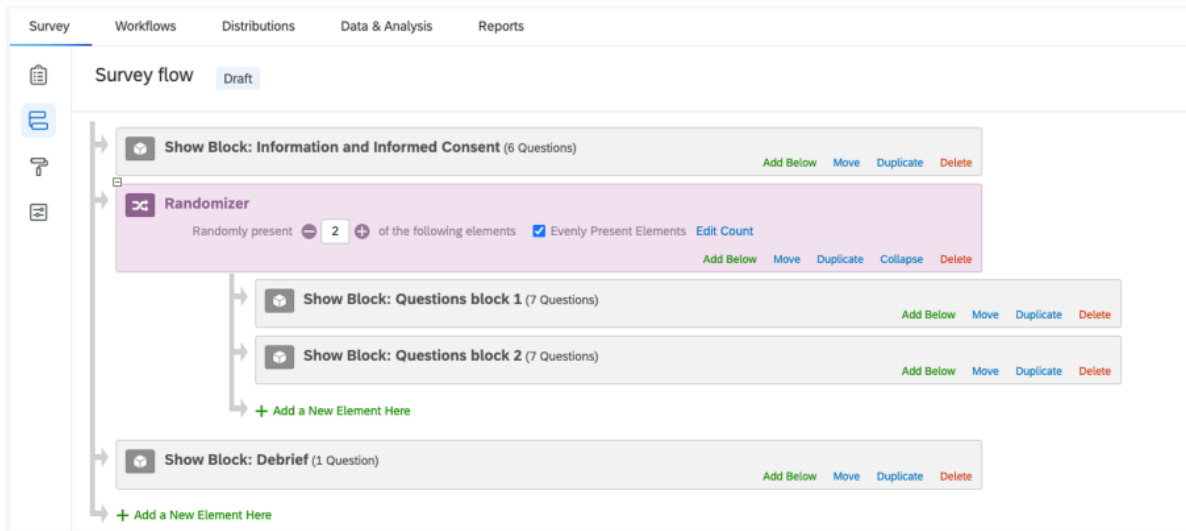 Survey Workflows Distributions Data & Analysis Reports
Survey flow Draft
Show Block: Information and Informed Consent (6 Questions)
Add Below Move Duplicate Delete
Randomizer
Randomly present 2 of the following elements Evenly Present Elements Edit Count
Add Below Move Duplicate Collapse Delete
Show Block: Questions block 1 (7 Questions)
Add Below Move Duplicate Delete
Show Block: Questions block 2 (7 Questions)
Add Below Move Duplicate Delete
+ Add a New Element Here
Show Block: Debrief (1 Question)
Add Below Move Duplicate Delete
+ Add a New Element Here